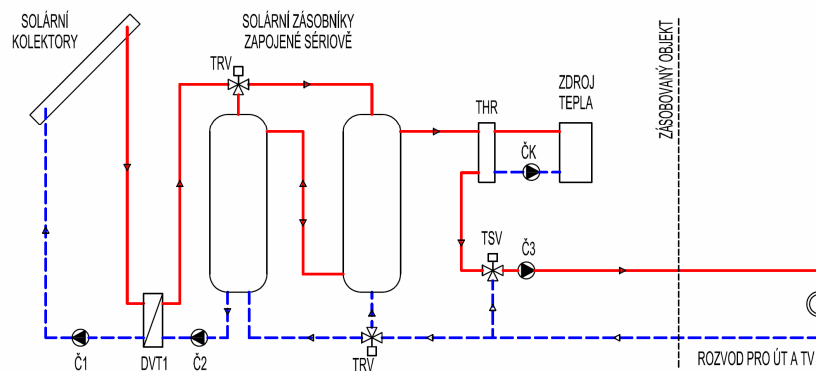 SOLÁRNÍ
KOLEKTORY
SOLÁRNÍ ZÁSOBNÍKY
ZAPOJENÉ SÉRIOVĚ
TRV
THR
ZDROJ
TEPLA
ZÁSOBOVANÝ OBJEKT
ČK
TSV
Č3
Č1
DVT1
Č2
TRV
ROZVOD PRO ÚT A TV